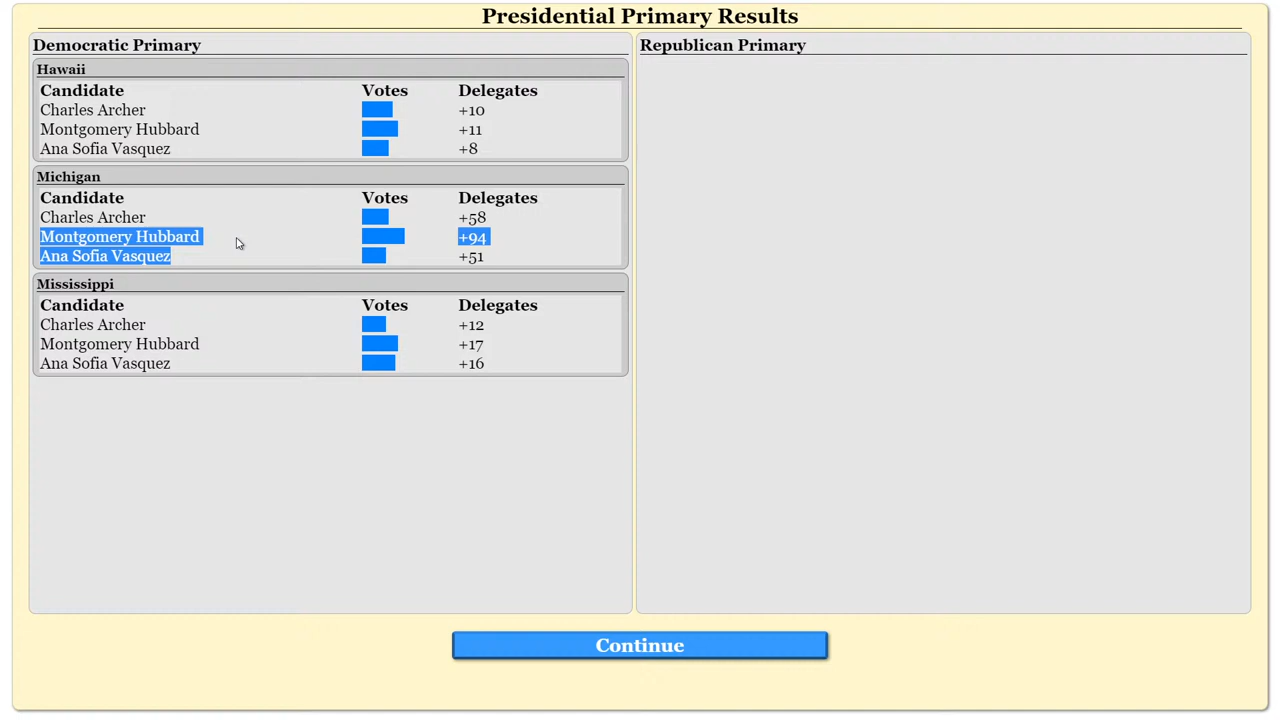 Presidential Primary Results
Democratic Primary
Hawaii
Candidate Votes Delegates
Charles Archer +10
Montgomery Hubbard +11
Ana Sofia Vasquez +8
Michigan
Candidate Votes Delegates
Charles Archer +58
Montgomery Hubbard +94
Ana Sofia Vasquez +51
Mississippi
Candidate Votes Delegates
Charles Archer +12
Montgomery Hubbard +17
Ana Sofia Vasquez +16
Republican Primary
Continue